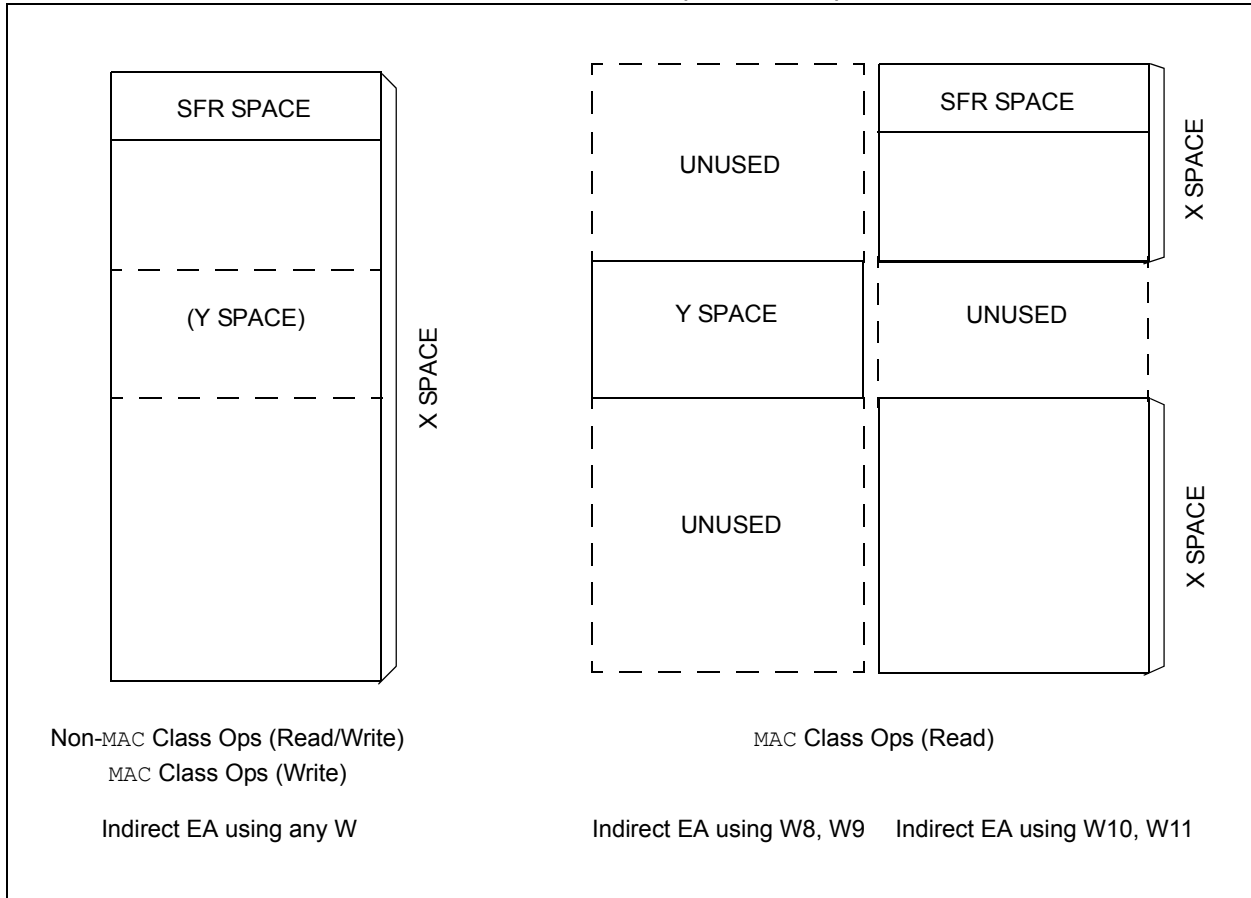 SFR SPACE
(Y SPACE)
X SPACE
UNUSED
Y SPACE
UNUSED
SFR SPACE
X SPACE
UNUSED
X SPACE
Non-MAC Class Ops (Read/Write)
MAC Class Ops (Write)
MAC Class Ops (Read)
Indirect EA using any W
Indirect EA using W8, W9
Indirect EA using W10, W11